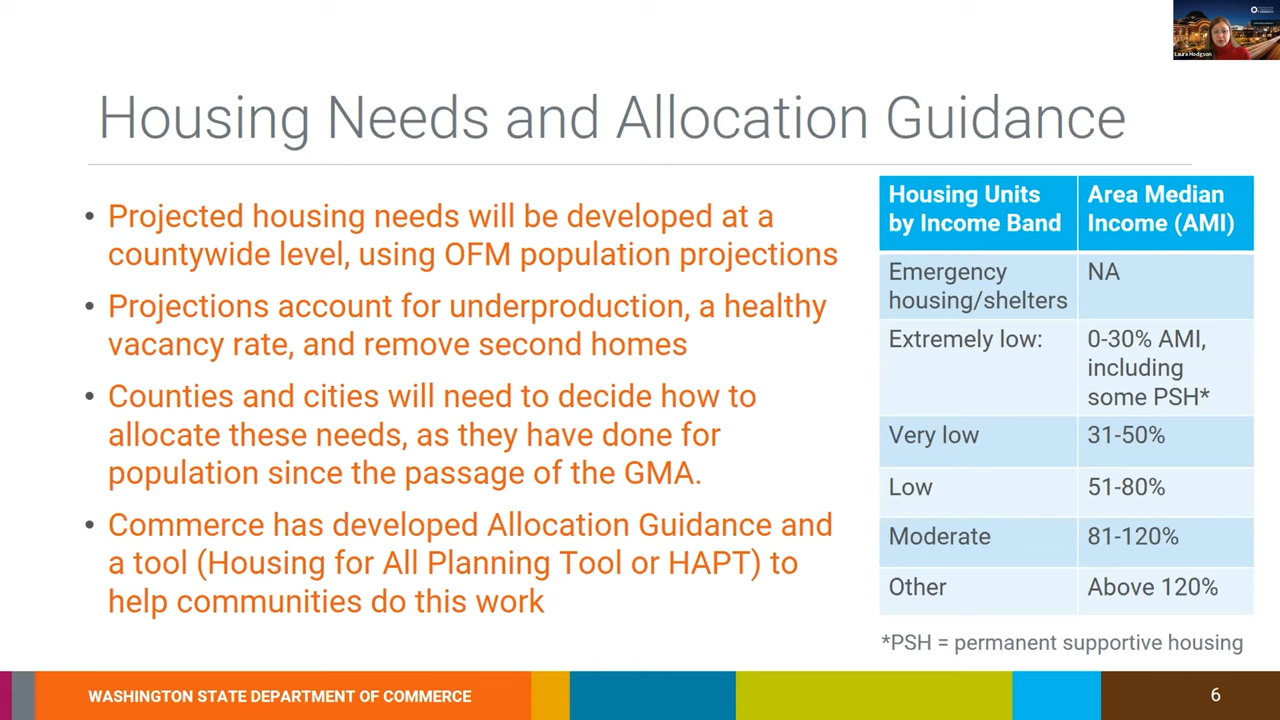 Laura Hodgson
Housing Needs and Allocation Guidance
• Projected housing needs will be developed at a
countywide level, using OFM population projections
• Projections account for underproduction, a healthy
vacancy rate, and remove second homes
• Counties and cities will need to decide how to
allocate these needs, as they have done for
population since the passage of the GMA.
• Commerce has developed Allocation Guidance and
a tool (Housing for All Planning Tool or HAPT) to
help communities do this work
Housing Units
by Income Band
Area Median
Income (AMI)
Emergency
housing/shelters
NA
Extremely low:
0-30% AMI,
including
some PSH*
Very low
31-50%
Low
51-80%
Moderate
81-120%
Other
Above 120%
*PSH = permanent supportive housing
WASHINGTON STATE DEPARTMENT OF COMMERCE
6